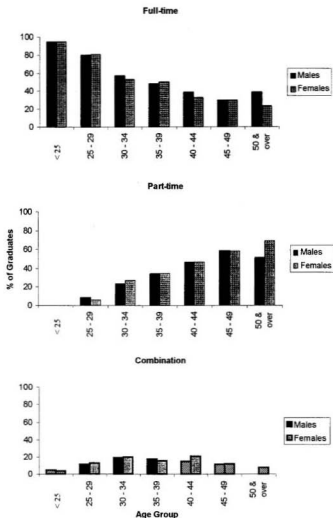 Full-time
100
80
60
40
20
0
Males
Females
< 25
25 - 29
30 - 34
35 - 39
40 - 44
45 - 49
50 & over
Part-time
% of Graduates
100
80
60
40
20
0
Males
Females
< 25
25 - 29
30 - 34
35 - 39
40 - 44
45 - 49
50 & over
Combination
100
80
60
40
20
0
Males
Females
< 25
25 - 29
30 - 34
35 - 39
40 - 44
45 - 49
50 & over
Age Group